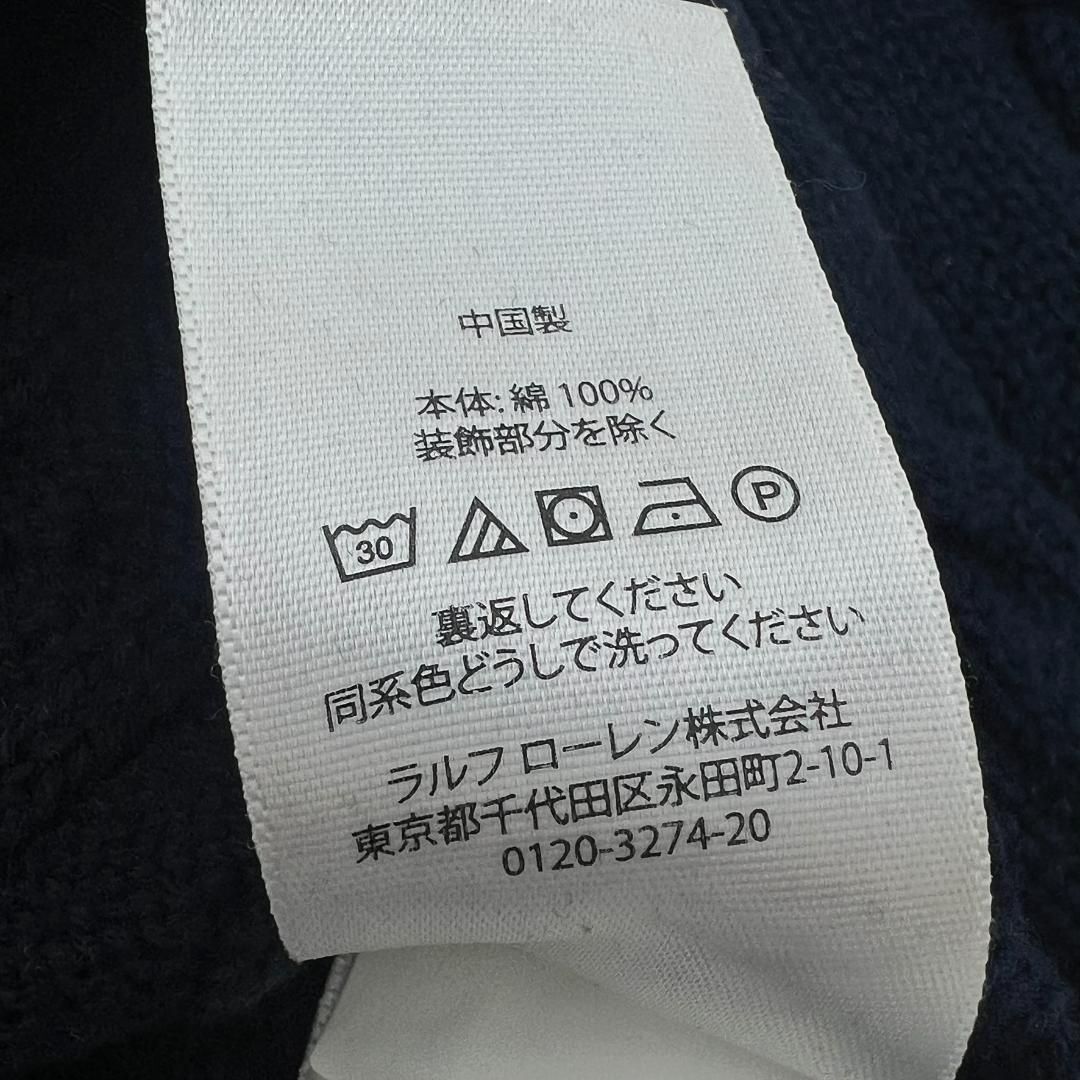 中国製
本体: 綿 100%
装飾部分を除く
30
P
裏返してください
同系色どうしで洗ってください
ラルフ ローレン株式会社
東京都千代田区永田町2-10-1
0120-3274-20